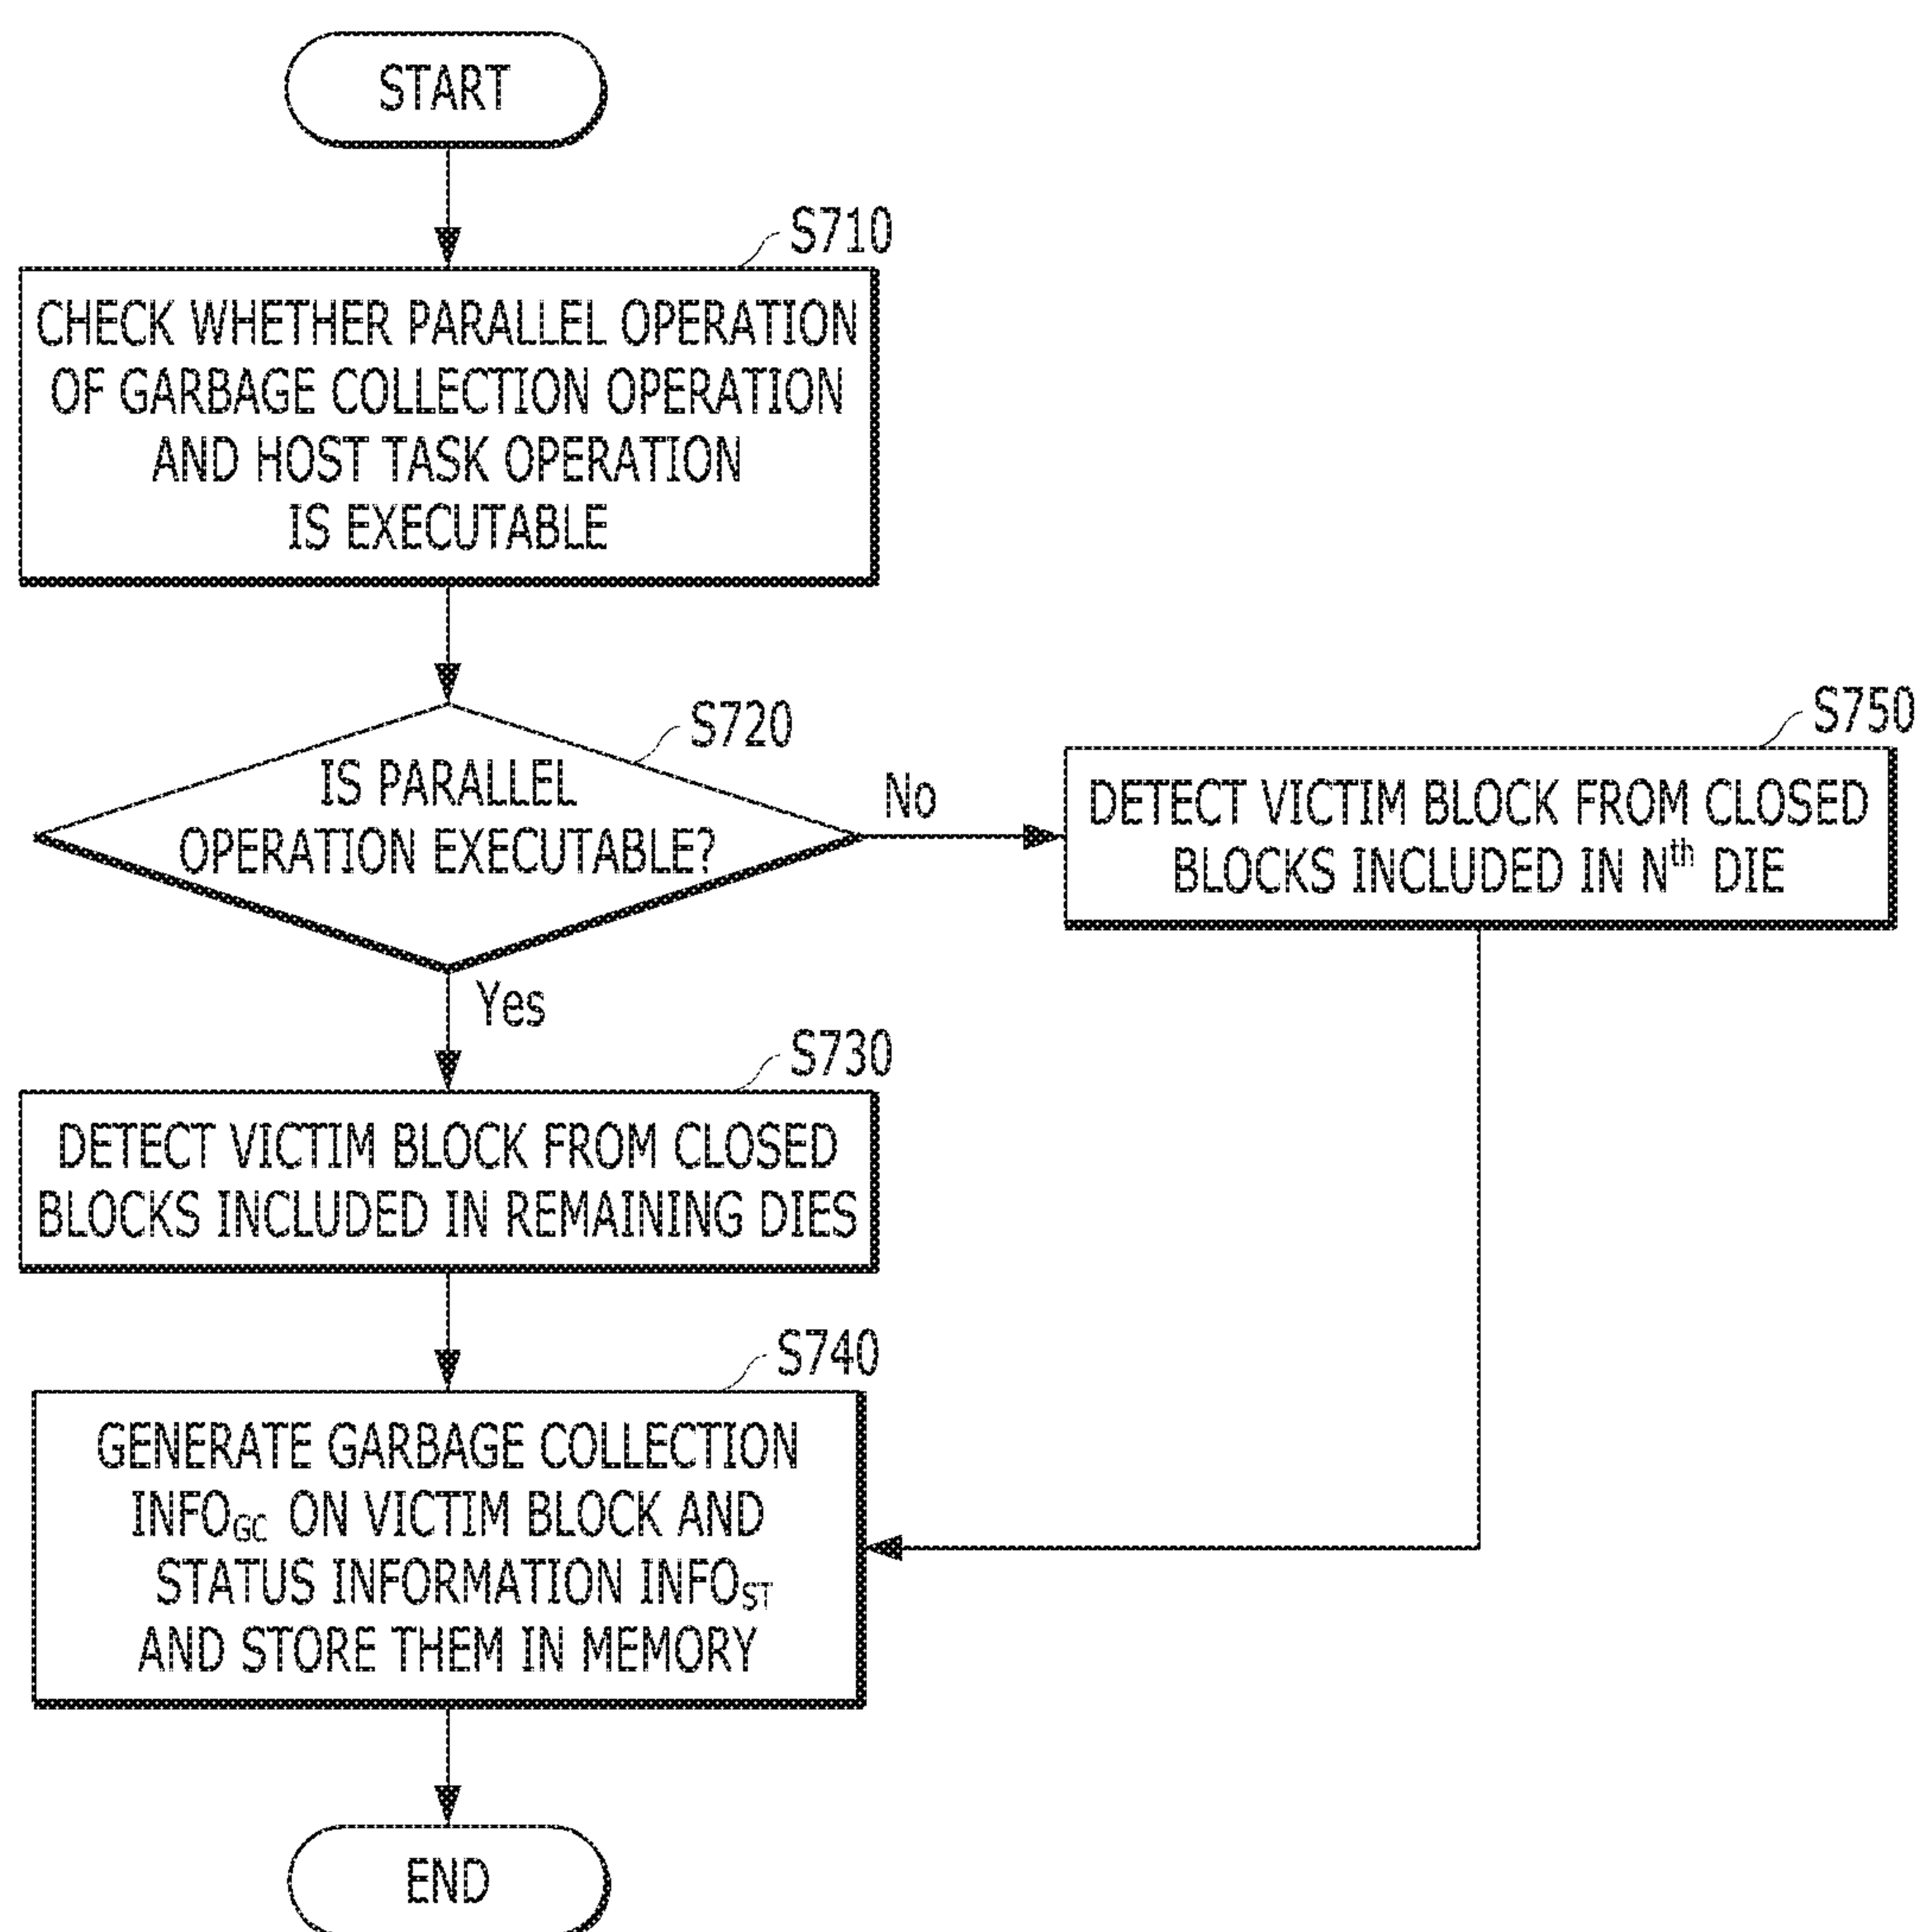 START
S710
CHECK WHETHER PARALLEL OPERATION
OF GARBAGE COLLECTION OPERATION
AND HOST TASK OPERATION
IS EXECUTABLE
S720
IS PARALLEL
OPERATION EXECUTABLE?
No
S750
DETECT VICTIM BLOCK FROM CLOSED
BLOCKS INCLUDED IN Nth DIE
Yes
S730
DETECT VICTIM BLOCK FROM CLOSED
BLOCKS INCLUDED IN REMAINING DIES
S740
GENERATE GARBAGE COLLECTION
INFOGC ON VICTIM BLOCK AND
STATUS INFORMATION INFOST
AND STORE THEM IN MEMORY
END